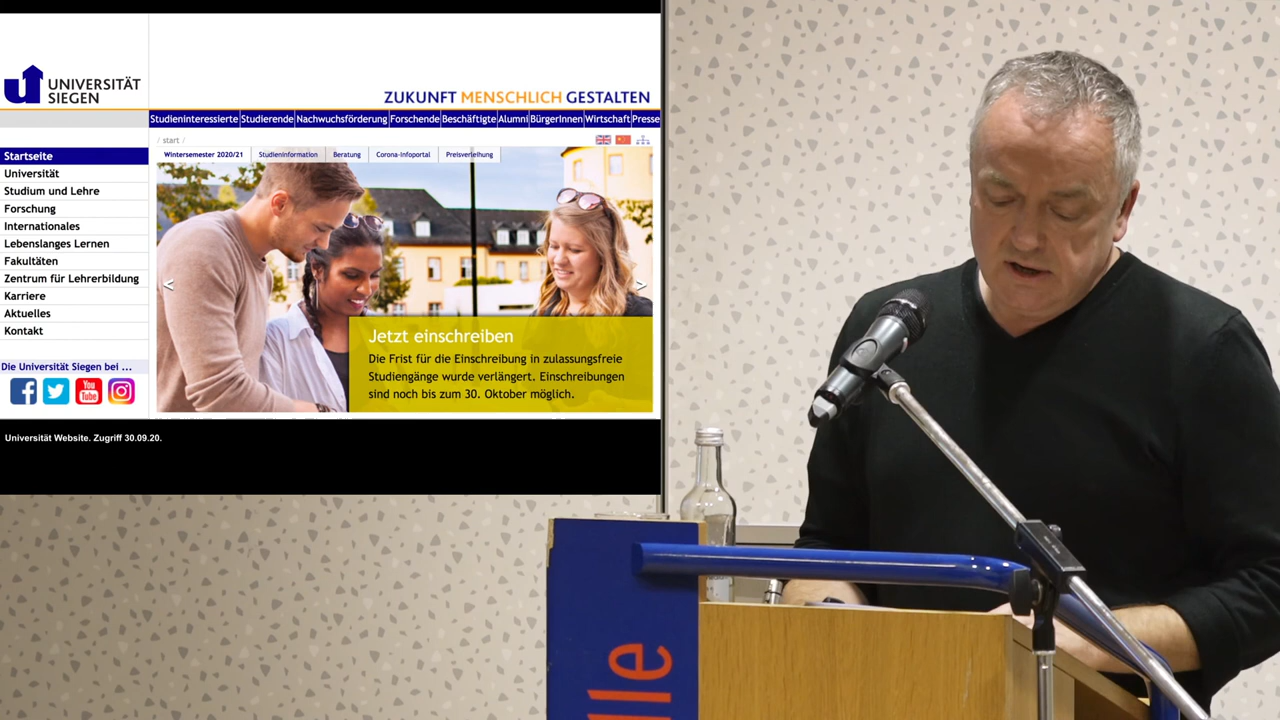 UNIVERSITÄT
SIEGEN
ZUKUNFT MENSCHLICH GESTALTEN
Studieninteressierte Studierende Nachwuchsförderung Forschende Beschäftigte Alumni BürgerInnen Wirtschaft Presse
/ start /
Wintersemester 2020/21 Studieninformation Beratung Corona-Infoportal Preisverleihung
Startseite
Universität
Studium und Lehre
Forschung
Internationales
Lebenslanges Lernen
Fakultäten
Zentrum für Lehrerbildung
Karriere
Aktuelles
Kontakt
Die Universität Siegen bei ...
You
Tube
< >
Jetzt einschreiben
Die Frist für die Einschreibung in zulassungsfreie
Studiengänge wurde verlängert. Einschreibungen
sind noch bis zum 30. Oktober möglich.
Universität Website. Zugriff 30.09.20.
lle